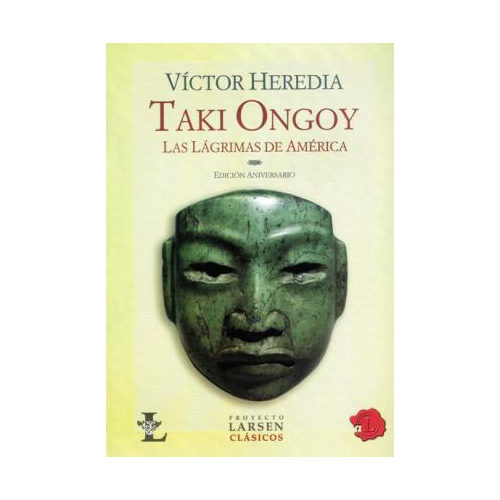 VÍCTOR HEREDIA
TAKI ONGOY
LAS LÁGRIMAS DE AMÉRICA
EDICIÓN ANIVERSARIO
L
PROYECTO
LARSEN
CLÁSICOS
L